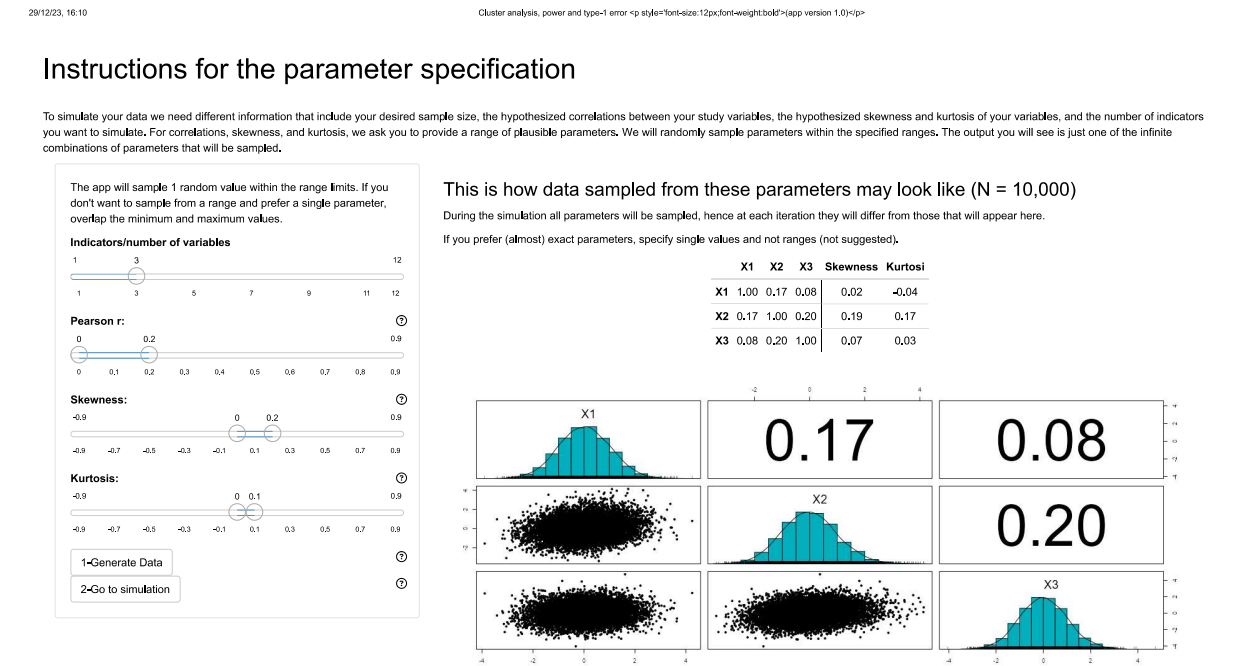 29/12/23, 16:10
Cluster analysis, power and type-1 error <p style='font-size:12px;font-weight:bold'>(app version 1.0)</p>
Instructions for the parameter specification
To simulate your data we need different information that include your desired sample size, the hypothesized correlations between your study variables, the hypothesized skewness and kurtosis of your variables, and the number of indicators
you want to simulate. For correlations, skewness, and kurtosis, we ask you to provide a range of plausible parameters. We will randomly sample parameters within the specified ranges. The output you will see is just one of the infinite
combinations of parameters that will be sampled.
The app will sample 1 random value within the range limits. If you
don't want to sample from a range and prefer a single parameter,
overlap the minimum and maximum values.
Indicators/number of variables
1 3 12
1 3 5 7 9 11 12
Pearson r:
0 0.2 0.9
0 0.1 0.2 0.3 0.4 0.5 0.6 0.7 0.8 0.9
Skewness:
-0.9 0 0.2 0.9
-0.9 -0.7 -0.5 -0.3 -0.1 0.1 0.3 0.5 0.7 0.9
Kurtosis:
-0.9 0 0.1 0.9
-0.9 -0.7 -0.5 -0.3 -0.1 0.1 0.3 0.5 0.7 0.9
1-Generate Data
2-Go to simulation
This is how data sampled from these parameters may look like (N = 10,000)
During the simulation all parameters will be sampled, hence at each iteration they will differ from those that will appear here.
If you prefer (almost) exact parameters, specify single values and not ranges (not suggested).
X1 X2 X3 Skewness Kurtosi
X1 1.00 0.17 0.08 0.02 -0.04
X2 0.17 1.00 0.20 0.19 0.17
X3 0.08 0.20 1.00 0.07 0.03
-2 0 2 4
X1
0.17
0.08
4 2 0 -2 -4
X2
0.20
4 2 0 -2
X3
4 2 0 -2 -4
-4 -2 0 2 4
-4 -2 0 2 4